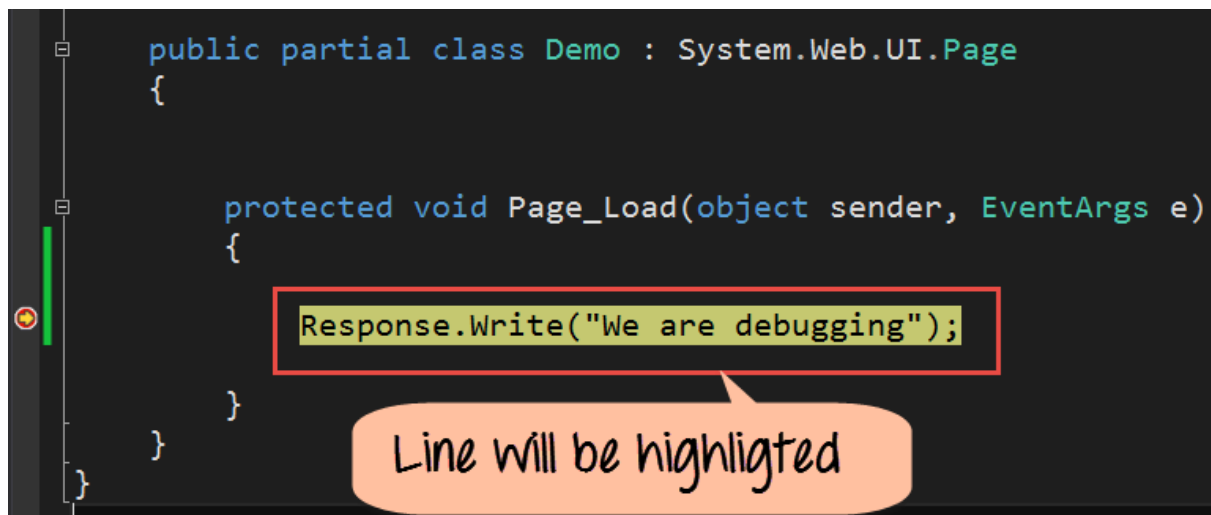 public partial class Demo : System.Web.UI.Page
{
protected void Page_Load(object sender, EventArgs e)
{
Response.Write("We are debugging");
}
}
}
Line will be highligted